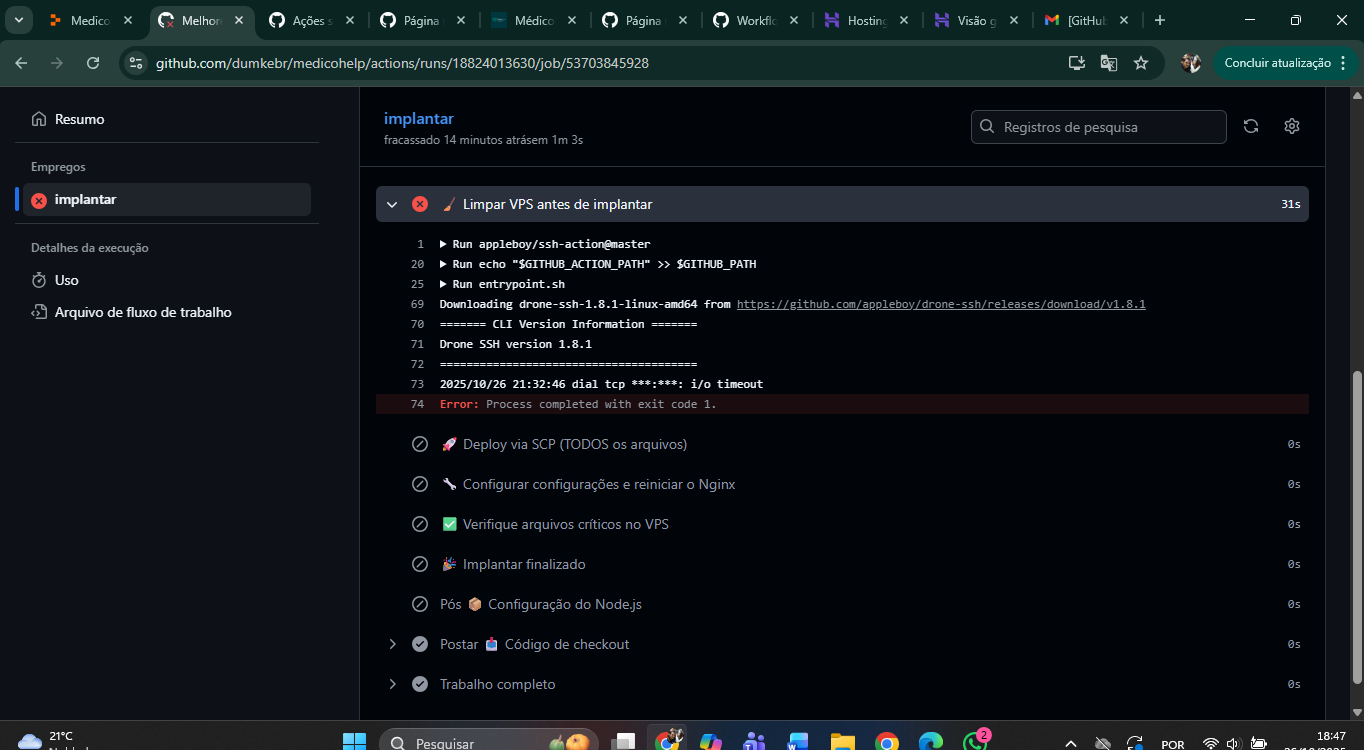 Medico
Melhor
Ações s
Página
Médico
Página
Workflo
Hosting
Visão g
[GitHub
github.com/dumkebr/medicohelp/actions/runs/18824013630/job/53703845928
Concluir atualização
Resumo
Empregos
implantar
Detalhes da execução
Uso
Arquivo de fluxo de trabalho
implantar
fracassado 14 minutos atrásem 1m 3s
Registros de pesquisa
Limpar VPS antes de implantar 31s
1 Run appleboy/ssh-action@master
20 Run echo "$GITHUB_ACTION_PATH" >> $GITHUB_PATH
25 Run entrypoint.sh
69 Downloading drone-ssh-1.8.1-linux-amd64 from https://github.com/appleboy/drone-ssh/releases/download/v1.8.1
70 ======= CLI Version Information =======
71 Drone SSH version 1.8.1
72 =======================================
73 2025/10/26 21:32:46 dial tcp ***:***: i/o timeout
74 Error: Process completed with exit code 1.
Deploy via SCP (TODOS os arquivos) 0s
Configurar configurações e reiniciar o Nginx 0s
Verifique arquivos críticos no VPS 0s
Implantar finalizado 0s
Pós Configuração do Node.js 0s
Postar Código de checkout 0s
Trabalho completo 0s
21°C
Pesquisar
2
POR
18:47